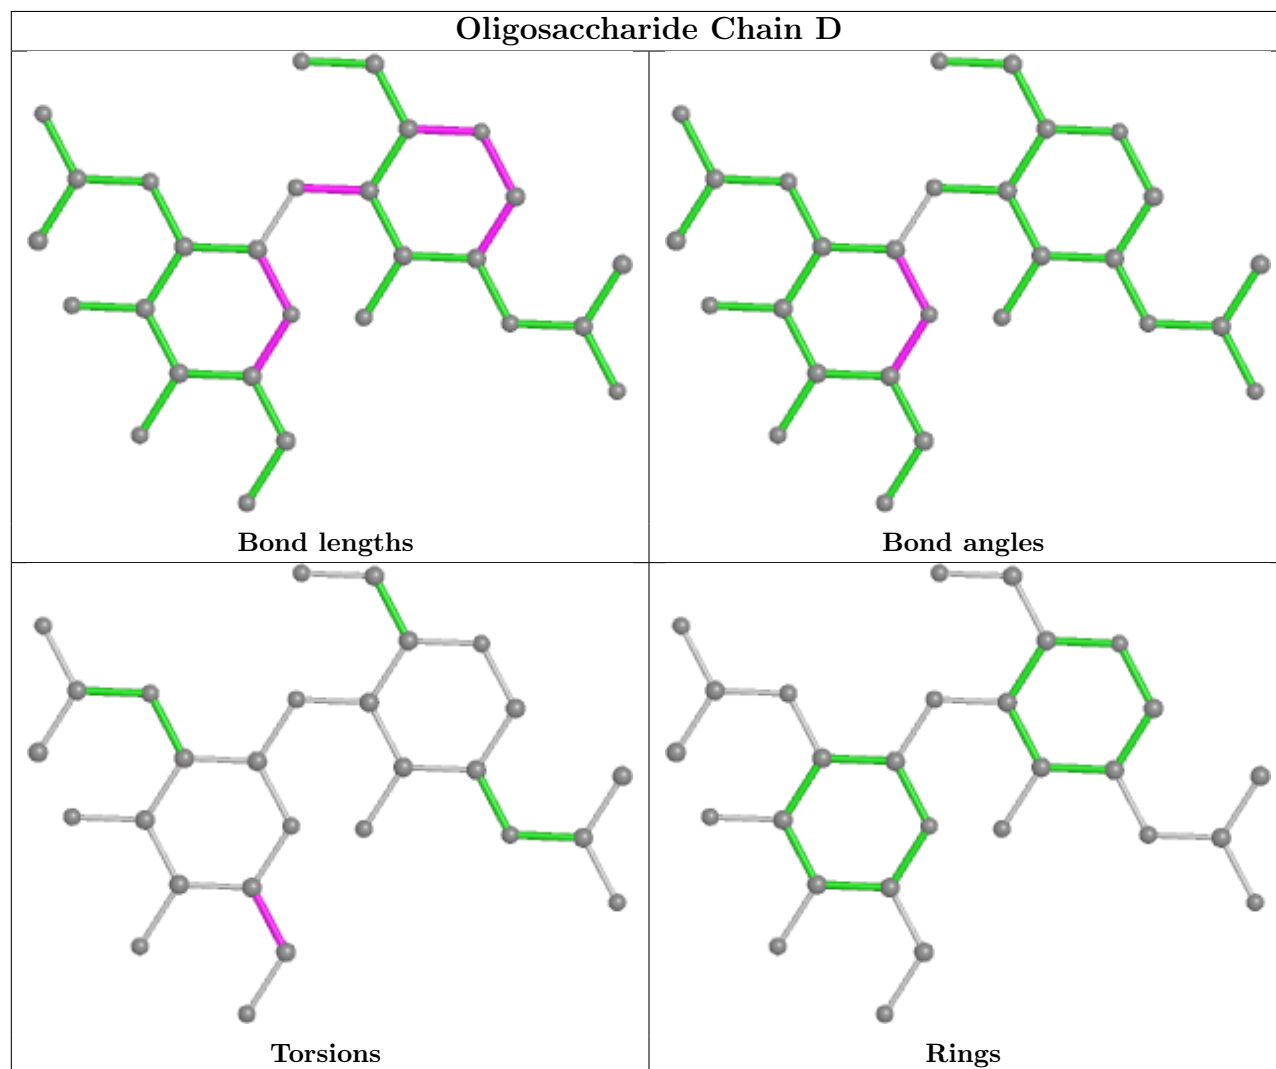 Oligosaccharide Chain D
Bond lengths
Bond angles
Torsions
Rings